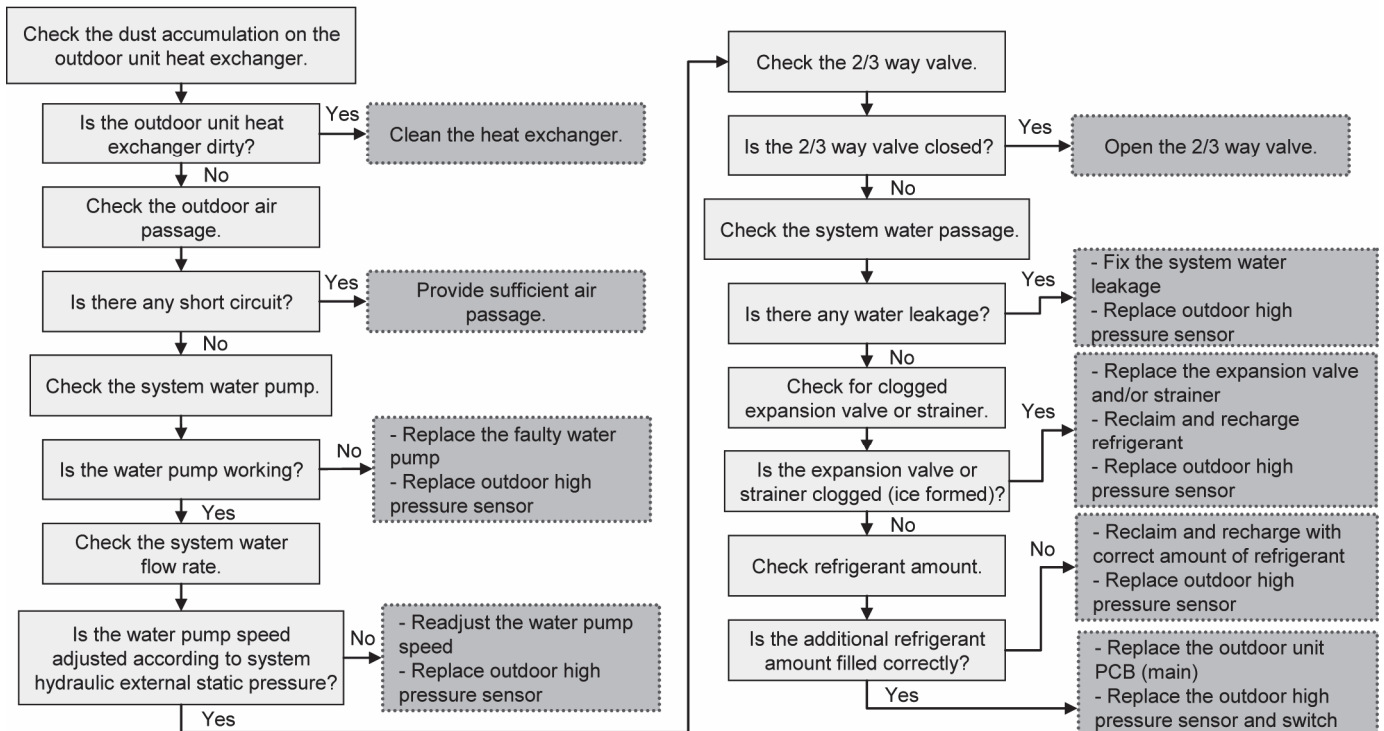 Check the dust accumulation on the
outdoor unit heat exchanger.
Is the outdoor unit heat
exchanger dirty?
Yes
Clean the heat exchanger.
No
Check the outdoor air
passage.
Is there any short circuit?
Yes
Provide sufficient air
passage.
No
Check the system water pump.
Is the water pump working?
No
- Replace the faulty water
pump
- Replace outdoor high
pressure sensor
Yes
Check the system water
flow rate.
Is the water pump speed
adjusted according to system
hydraulic external static pressure?
No
- Readjust the water pump
speed
- Replace outdoor high
pressure sensor
Yes
Check the 2/3 way valve.
Is the 2/3 way valve closed?
Yes
Open the 2/3 way valve.
No
Check the system water passage.
Is there any water leakage?
Yes
- Fix the system water
leakage
- Replace outdoor high
pressure sensor
No
Check for clogged
expansion valve or strainer.
Is the expansion valve or
strainer clogged (ice formed)?
Yes
- Replace the expansion valve
and/or strainer
- Reclaim and recharge
refrigerant
- Replace outdoor high
pressure sensor
No
Check refrigerant amount.
Is the additional refrigerant
amount filled correctly?
No
- Reclaim and recharge with
correct amount of refrigerant
- Replace outdoor high
pressure sensor
Yes
- Replace the outdoor unit
PCB (main)
- Replace the outdoor high
pressure sensor and switch